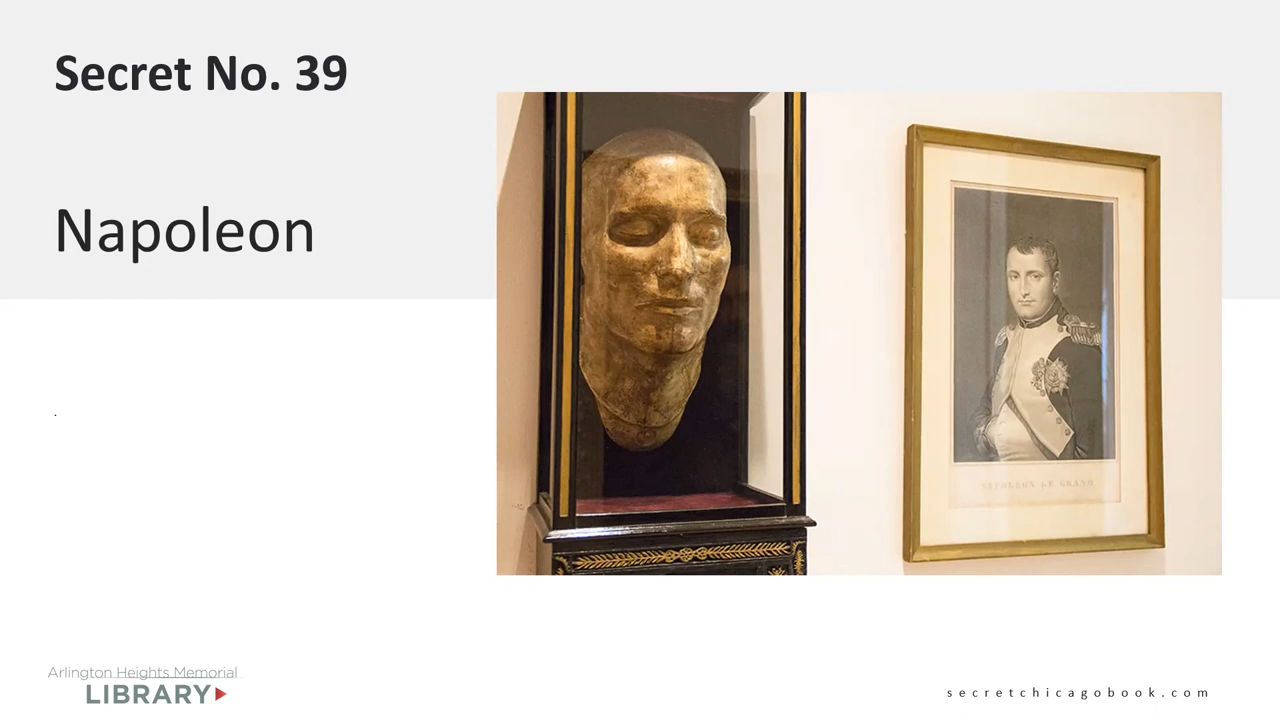 Secret No. 39
Napoleon
.
NAPOLEON LE GRAND
Arlington Heights Memorial
LIBRARY
secretchicagobook.com